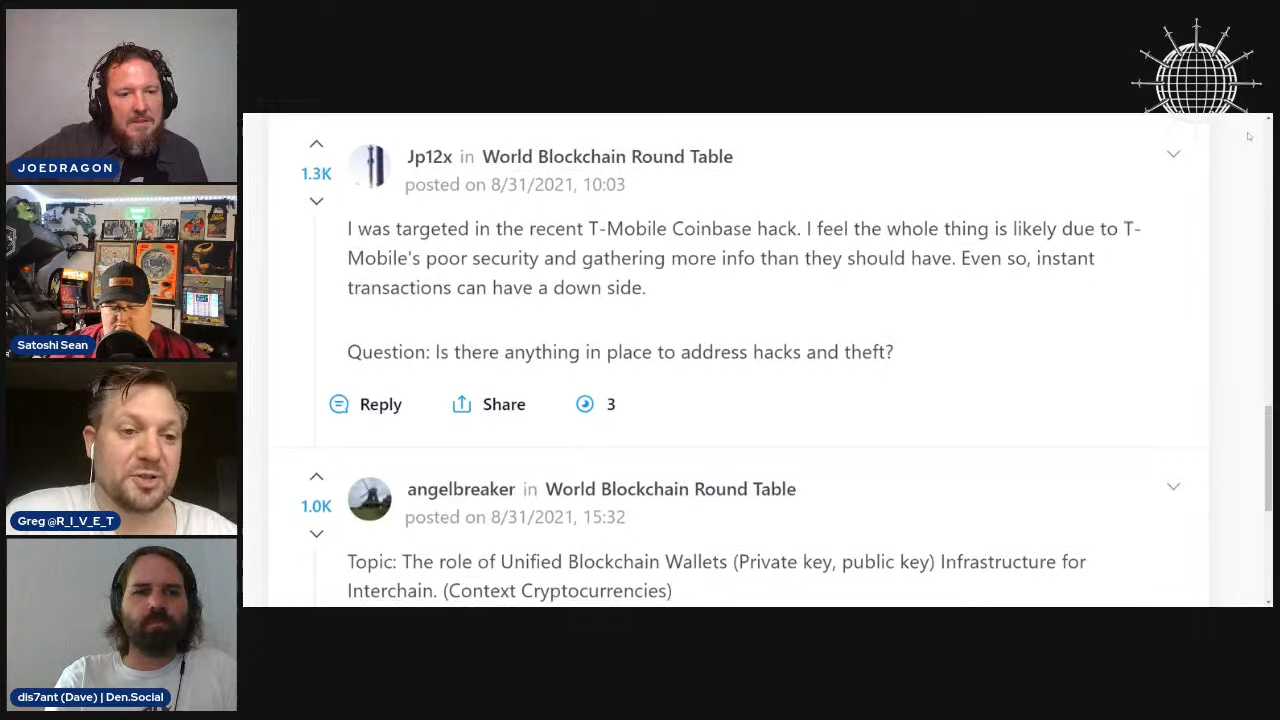 JOEDRAGON
Satoshi Sean
Greg @R_I_V_E_T
dis7ant (Dave) | Den.Social
1.3K
Jp12x in World Blockchain Round Table
posted on 8/31/2021, 10:03
I was targeted in the recent T-Mobile Coinbase hack. I feel the whole thing is likely due to T-
Mobile's poor security and gathering more info than they should have. Even so, instant
transactions can have a down side.
Question: Is there anything in place to address hacks and theft?
Reply Share 3
1.0K
angelbreaker in World Blockchain Round Table
posted on 8/31/2021, 15:32
Topic: The role of Unified Blockchain Wallets (Private key, public key) Infrastructure for
Interchain. (Context Cryptocurrencies)